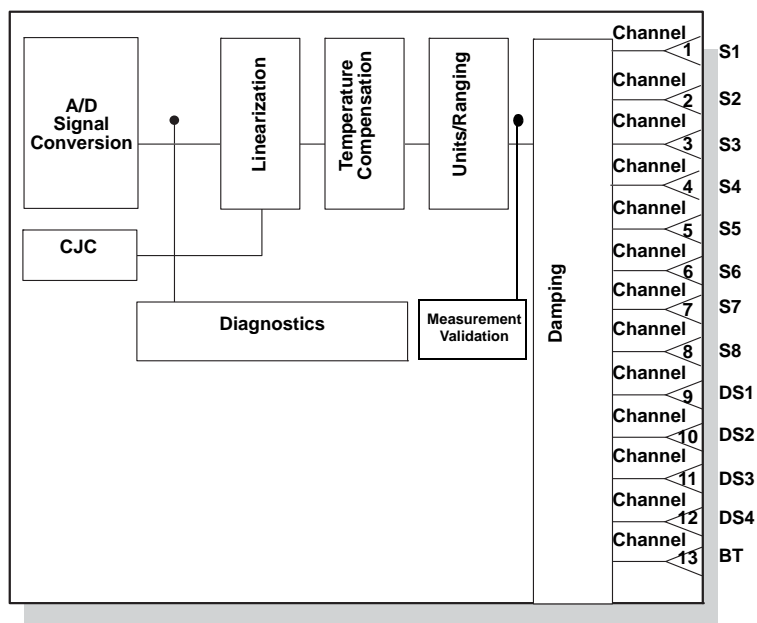 A/D
Signal
Conversion
CJC
Linearization
Temperature
Compensation
Units/Ranging
Diagnostics
Measurement
Validation
Damping
Channel
1 S1
Channel
2 S2
Channel
3 S3
Channel
4 S4
Channel
5 S5
Channel
6 S6
Channel
7 S7
Channel
8 S8
Channel
9 DS1
Channel
10 DS2
Channel
11 DS3
Channel
12 DS4
Channel
13 BT